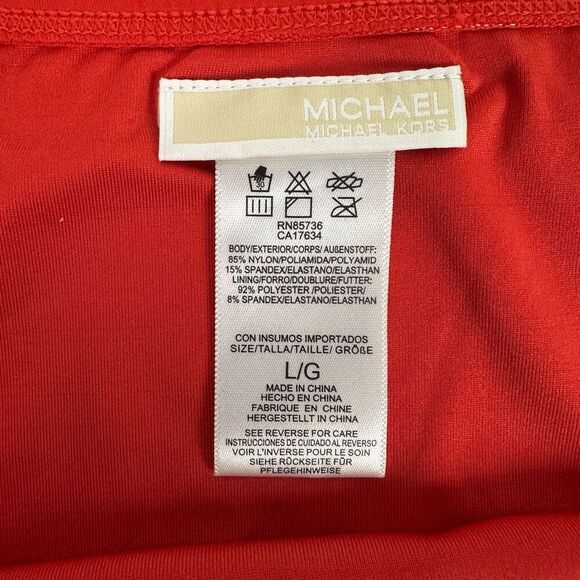 MICHAEL
MICHAEL KORS
30
RN85736
CA17634
BODY/EXTERIOR/CORPS/ AUßENSTOFF:
85% NYLON/POLIAMIDA/POLYAMID
15% SPANDEX/ELASTANO/ELASTHAN
LINING/FORRO/DOUBLURE/FUTTER:
92% POLYESTER /POLIESTER/
8% SPANDEX/ELASTANO/ELASTHAN
CON INSUMOS IMPORTADOS
SIZE/TALLA/TAILLE/ GRÖßE
L/G
MADE IN CHINA
HECHO EN CHINA
FABRIQUE EN CHINE
HERGESTELLT IN CHINA
SEE REVERSE FOR CARE
INSTRUCCIONES DE CUIDADO AL REVERSO
VOIR L'INVERSE POUR LE SOIN
SIEHE RÜCKSEITE FÜR
PFLEGEHINWEISE